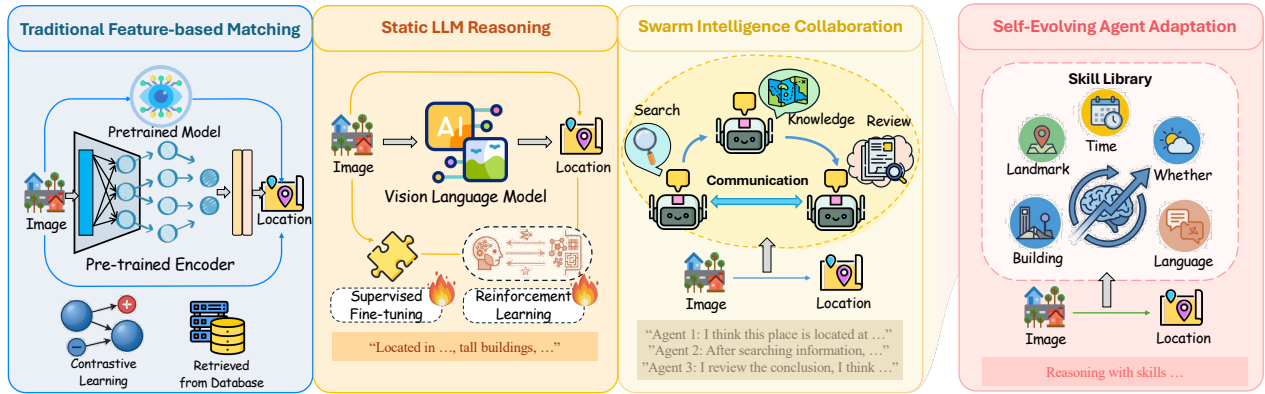 Traditional Feature-based Matching
Pretrained Model
Image
Location
Pre-trained Encoder
Contrastive
Learning
Retrieved
from Database
Static LLM Reasoning
AI
Image
Location
Vision Language Model
Supervised
Fine-tuning
Reinforcement
Learning
“Located in …, tall buildings, …”
Swarm Intelligence Collaboration
Search
Knowledge
Review
Communication
Image
Location
“Agent 1: I think this place is located at …”
“Agent 2: After searching information, …”
“Agent 3: I review the conclusion, I think …”
Self-Evolving Agent Adaptation
Skill Library
Time
Landmark
Whether
Building
Language
Image
Location
Reasoning with skills …